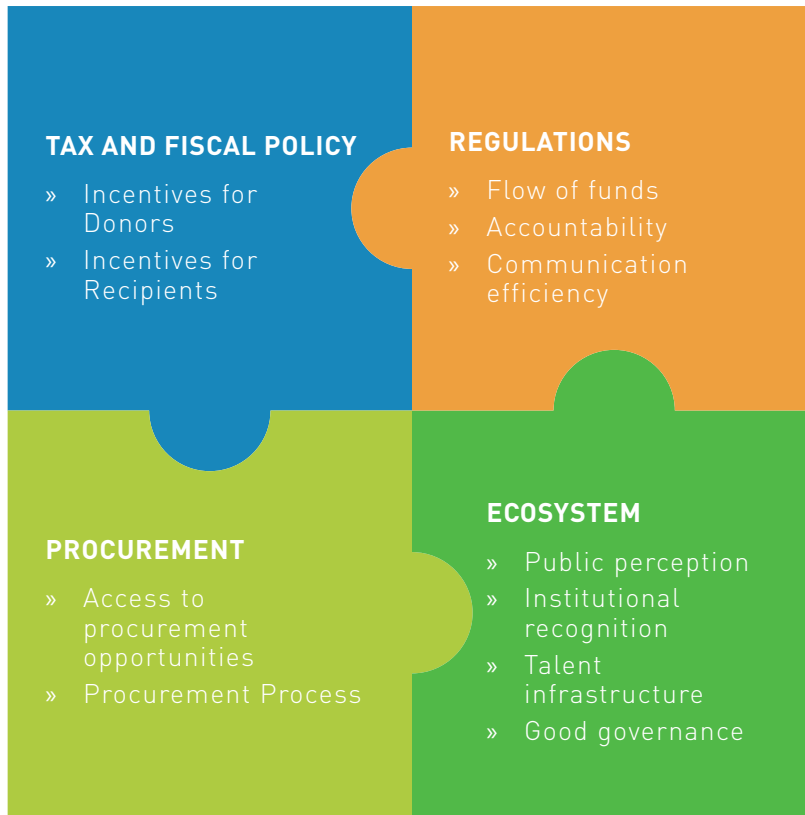 TAX AND FISCAL POLICY
» Incentives for
Donors
» Incentives for
Recipients
REGULATIONS
» Flow of funds
» Accountability
» Communication
efficiency
PROCUREMENT
» Access to
procurement
opportunities
» Procurement Process
ECOSYSTEM
» Public perception
» Institutional
recognition
» Talent
infrastructure
» Good governance